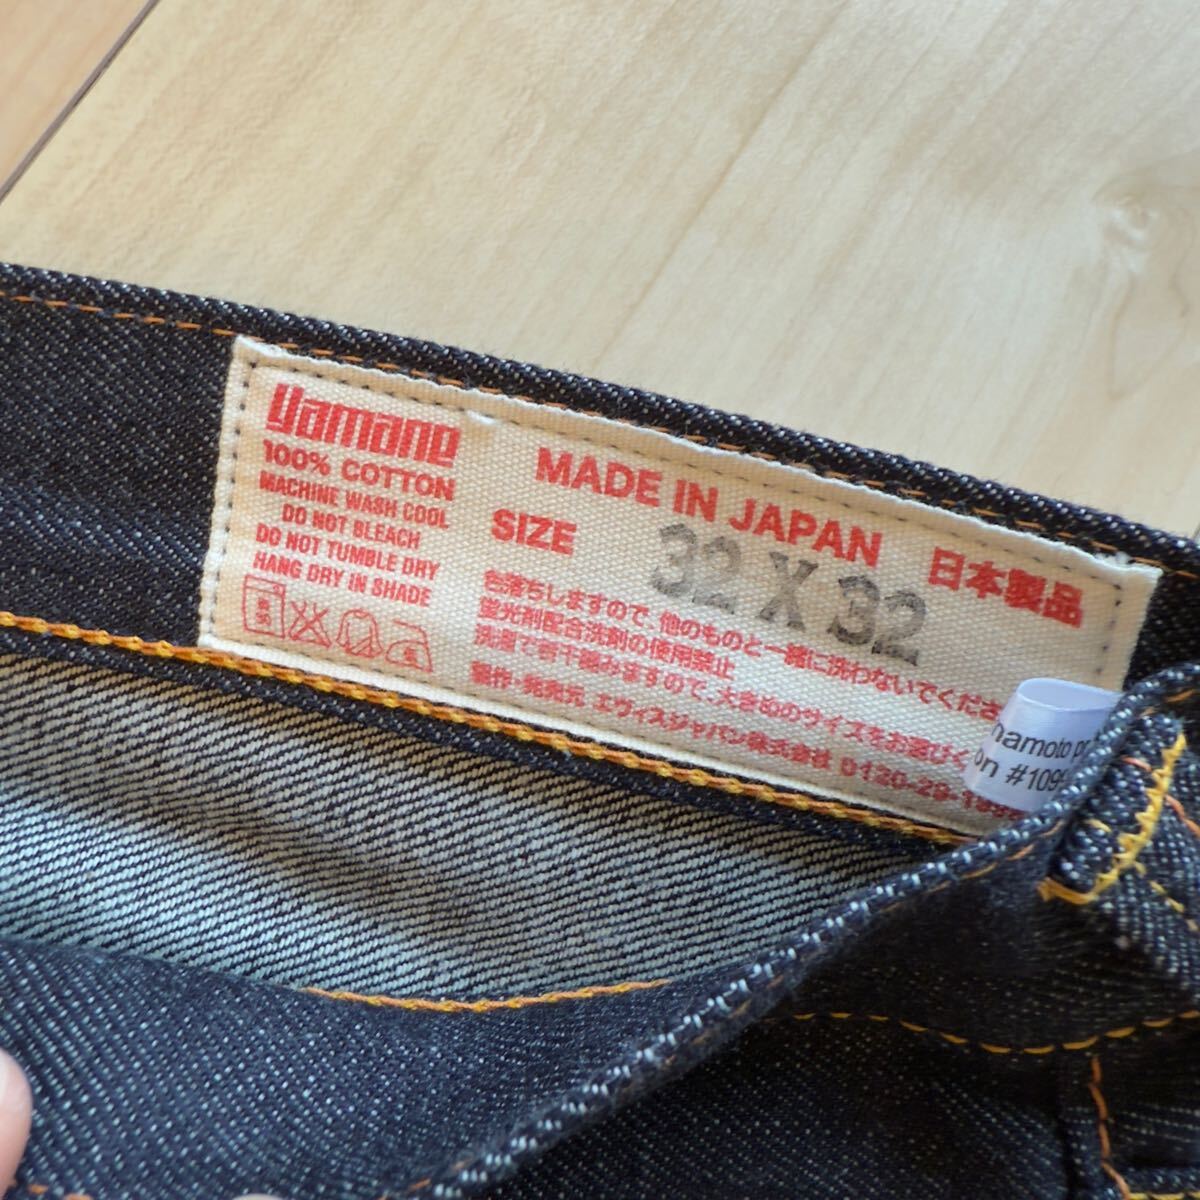 yamane
100% COTTON
MACHINE WASH COOL
DO NOT BLEACH
DO NOT TUMBLE DRY
HANG DRY IN SHADE
MADE IN JAPAN 日本製品
SIZE 32 X 32
色落ちしますので、他のものと一緒に洗わないでくださ
蛍光剤配合洗剤の使用禁止
洗濯で若干縮みますので、大きめのサイズをお選びく
製作・発売元 エヴィスジャパン株式会社 0120-29-1
hamoto pr
on #109